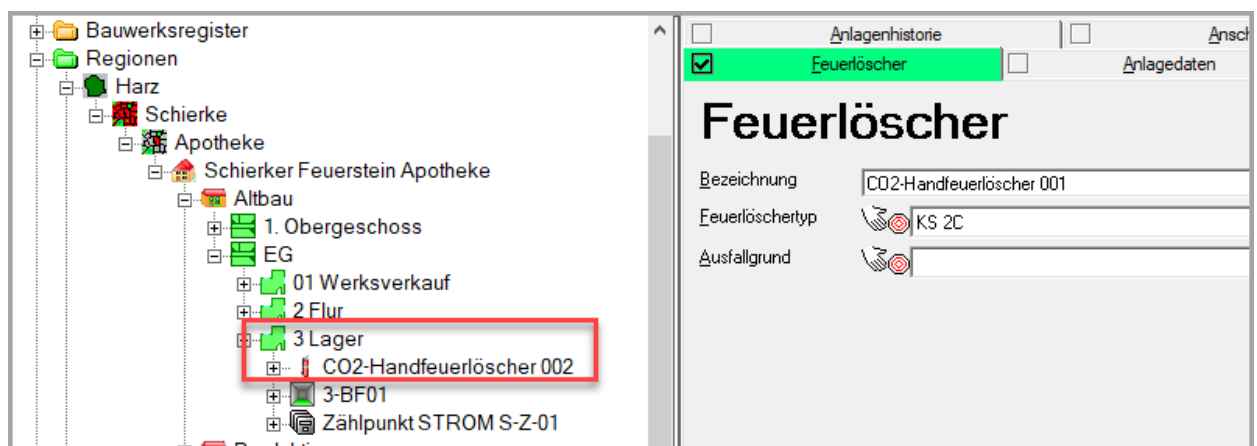 Bauwerksregister
Regionen
Harz
Schierke
Apotheke
Schierker Feuerstein Apotheke
Altbau
1. Obergeschoss
EG
01 Werksverkauf
2 Flur
3 Lager
CO2-Handfeuerlöscher 002
3-BF01
Zählpunkt STROM S-Z-01
Anlagenhistorie
Feuerlöscher
Anlagedaten
Feuerlöscher
Bezeichnung CO2-Handfeuerlöscher 001
Feuerlöschertyp KS 2C
Ausfallgrund